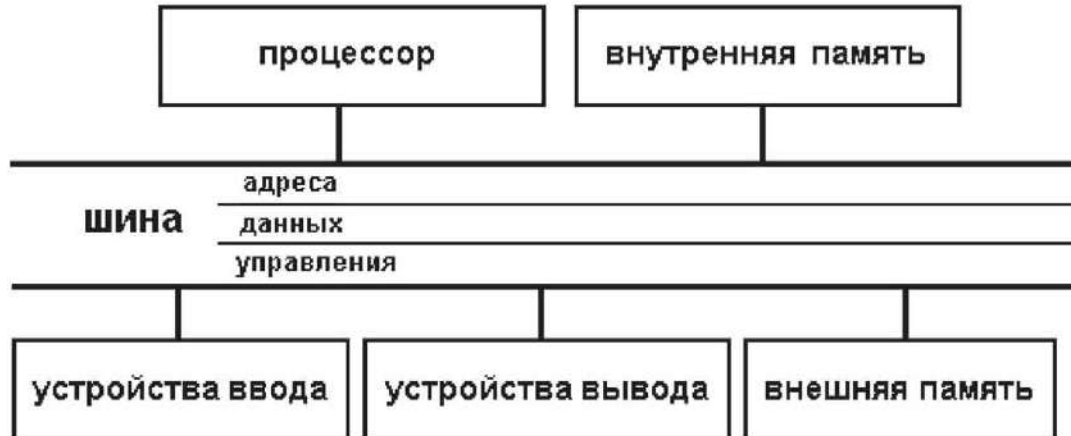 процессор
внутренняя память
адреса
шина
данных
управления
устройства ввода
устройства вывода
внешняя память